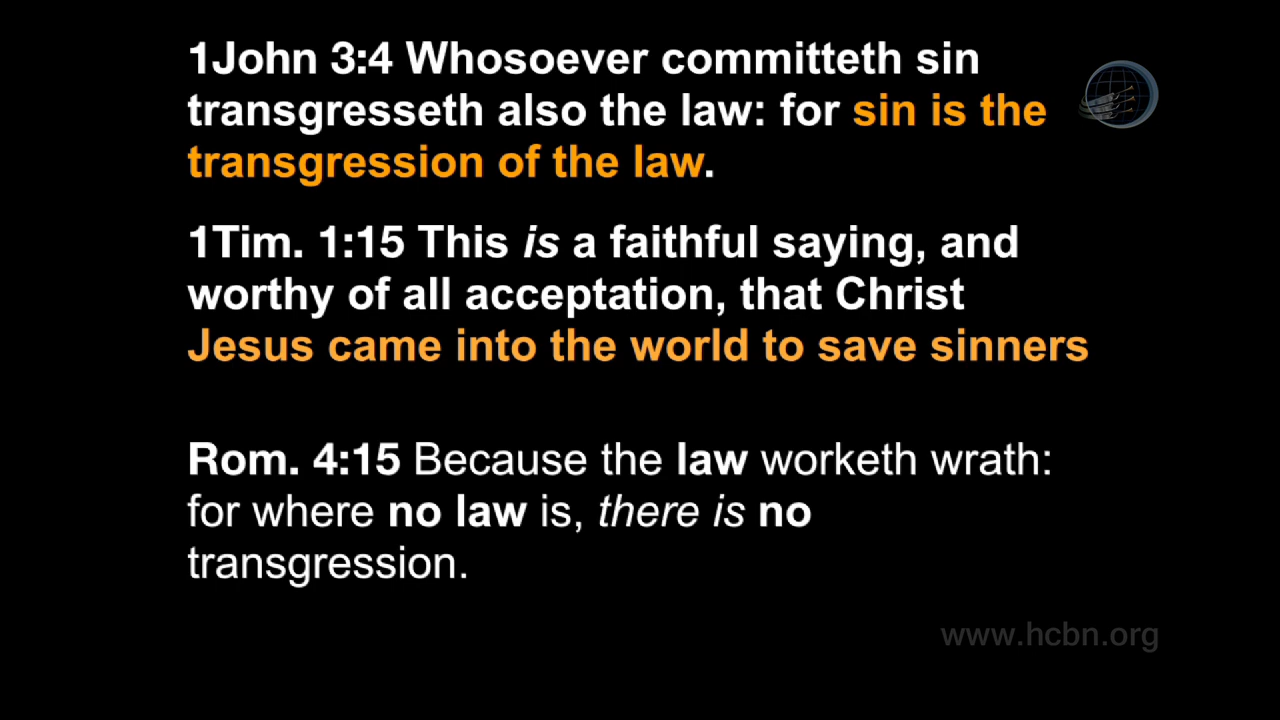 1John 3:4 Whosoever committeth sin
transgresseth also the law: for sin is the
transgression of the law.
1Tim. 1:15 This is a faithful saying, and
worthy of all acceptation, that Christ
Jesus came into the world to save sinners
Rom. 4:15 Because the law worketh wrath:
for where no law is, there is no
transgression.
www.hcbn.org